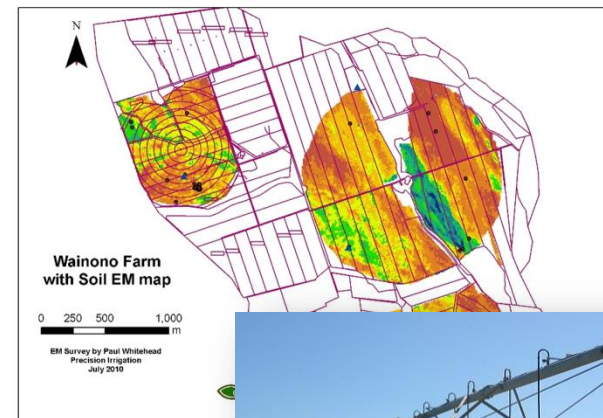 N
Wainono Farm
with Soil EM map
0 250 500 1,000
m
EM Survey by Paul Whitehead
Precision Irrigation
July 2010